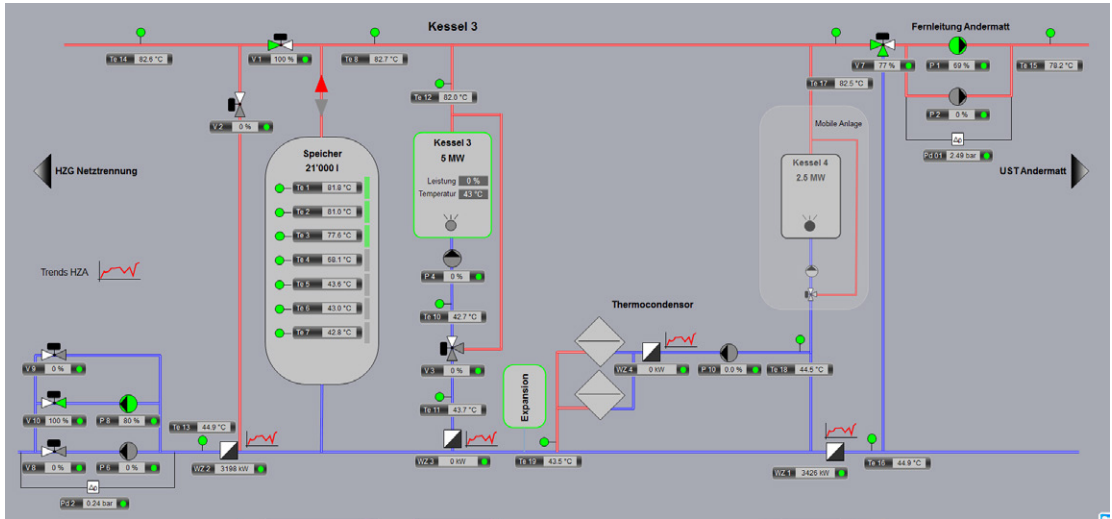 Kessel 3
Fernleitung Andermatt
Te 14 82.6 °C
V 1 100 %
Te 8 82.7 °C
V 7 77 %
P 1 69 %
Te 15 78.2 °C
Te 17 82.5 °C
Te 12 82.0 °C
P 2 0 %
V 2 0 %
Mobile Anlage
Kessel 3
5 MW
Leistung 0 %
Temperatur 43 °C
Speicher
21'000 l
Kessel 4
2.5 MW
Δp
Pd 01 2.49 bar
HZG Netztrennung
UST Andermatt
Te 1 81.8 °C
Te 2 81.0 °C
Te 3 77.6 °C
Te 4 68.1 °C
Te 5 43.6 °C
Te 6 43.0 °C
Te 7 42.8 °C
Trends HZA
P 4 0 %
Te 10 42.7 °C
Thermocondensor
V 9 0 %
V 3 0 %
WZ 4 0 kW
P 10 0.0 %
Te 18 44.5 °C
Expansion
Te 11 43.7 °C
V 10 100 %
P 8 80 %
Te 13 44.9 °C
V 8 0 %
P 6 0 %
WZ 2 3198 kW
WZ 3 0 kW
Te 19 43.5 °C
WZ 1 3426 kW
Te 16 44.9 °C
Δp
Pd 2 0.24 bar